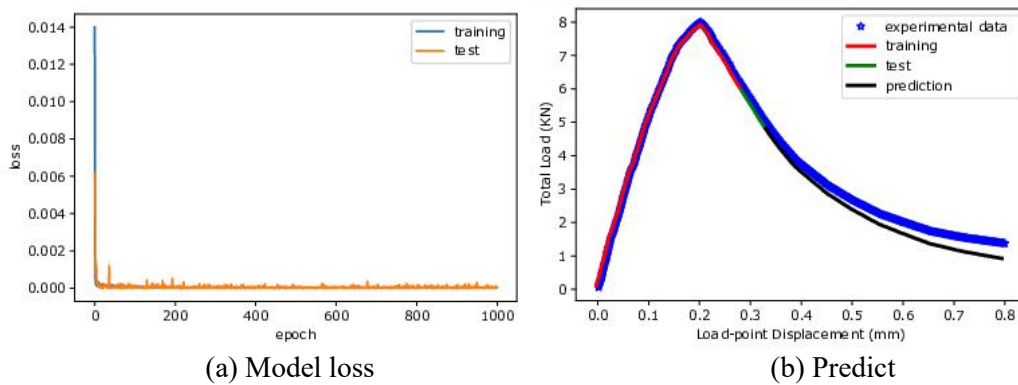 0.014
0.012
0.010
0.008
0.006
0.004
0.002
0.000
loss
0 200 400 600 800 1000
epoch
training
test
(a) Model loss
8
7
6
5
4
3
2
1
0
Total Load (KN)
0.0 0.1 0.2 0.3 0.4 0.5 0.6 0.7 0.8
Load-point Displacement (mm)
experimental data
training
test
prediction
(b) Predict